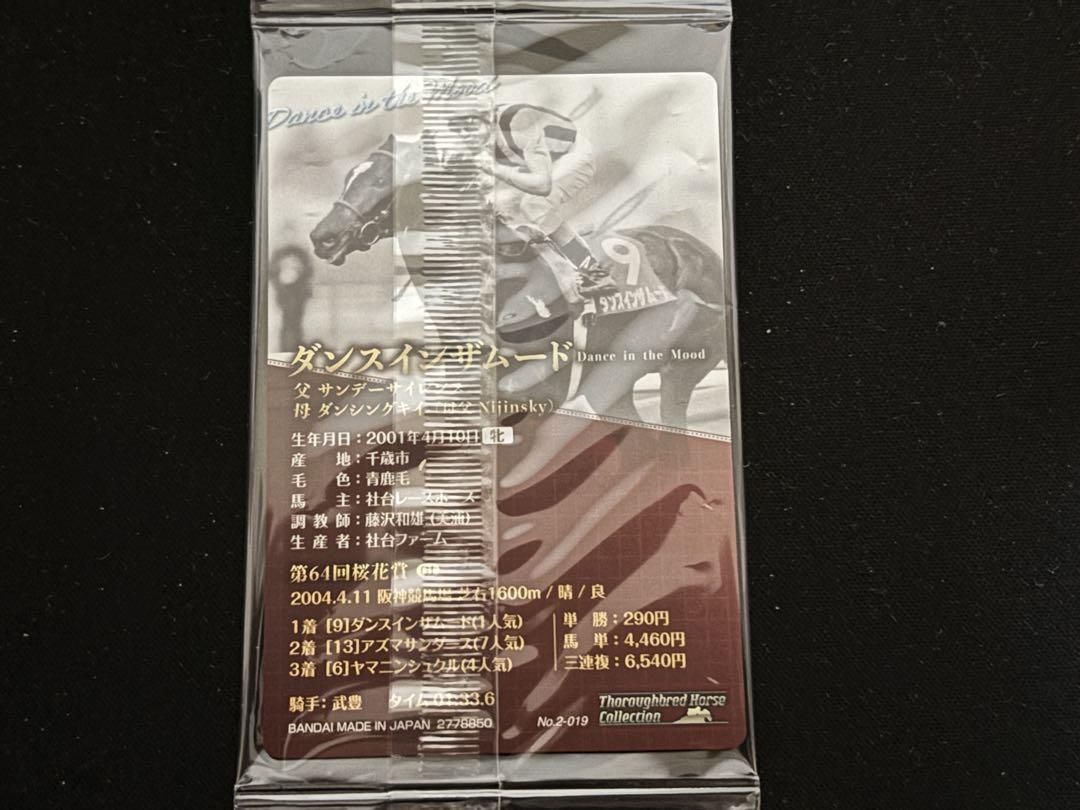 Dance in the Mood
9
ダンスインザムード
ダンスインザムード Dance in the Mood
父 サンデーサイレンス
母 ダンシングキイ（母父 Nijinsky）
生年月日：2001年4月10日 牝
産地：千歳市
毛色：青鹿毛
馬主：社台レースホース
調教師：藤沢和雄（美浦）
生産者：社台ファーム
第64回桜花賞 GI
2004.4.11 阪神競馬場 芝右1600m / 晴 / 良
1着 [9]ダンスインザムード(1人気) 単勝：290円
2着 [13]アズマサンダース(7人気) 馬単：4,460円
3着 [6]ヤマニンシュクル(4人気) 三連複：6,540円
騎手：武豊 タイム 01:33.6
BANDAI MADE IN JAPAN 2778850 No.2-019
Thoroughbred Horse
Collection